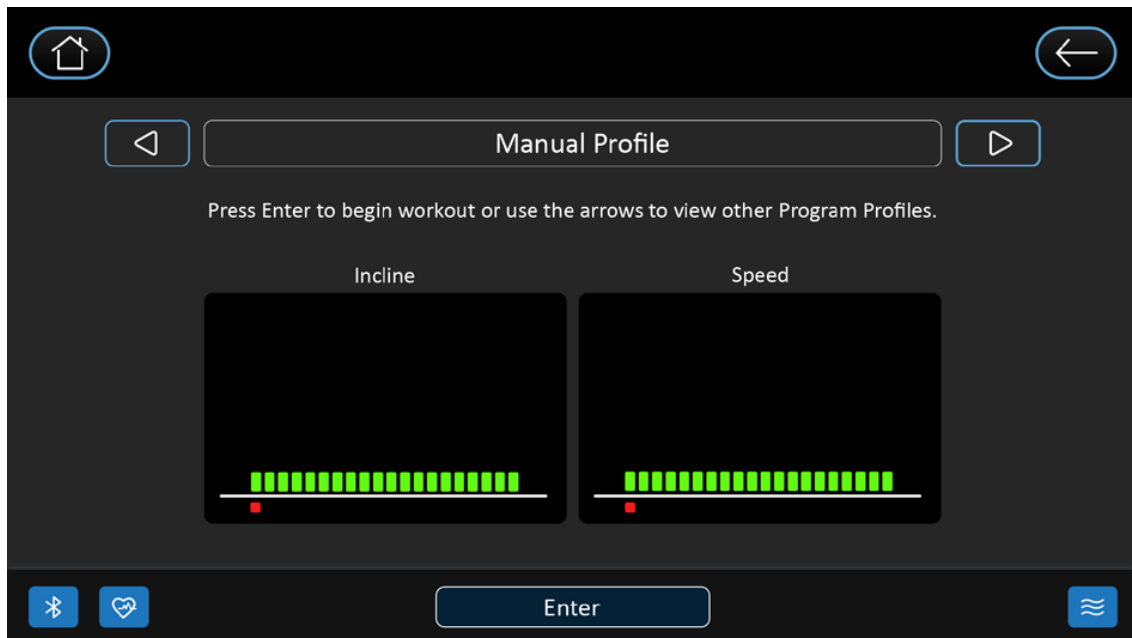 Manual Profile
Press Enter to begin workout or use the arrows to view other Program Profiles.
Incline
Speed
Enter